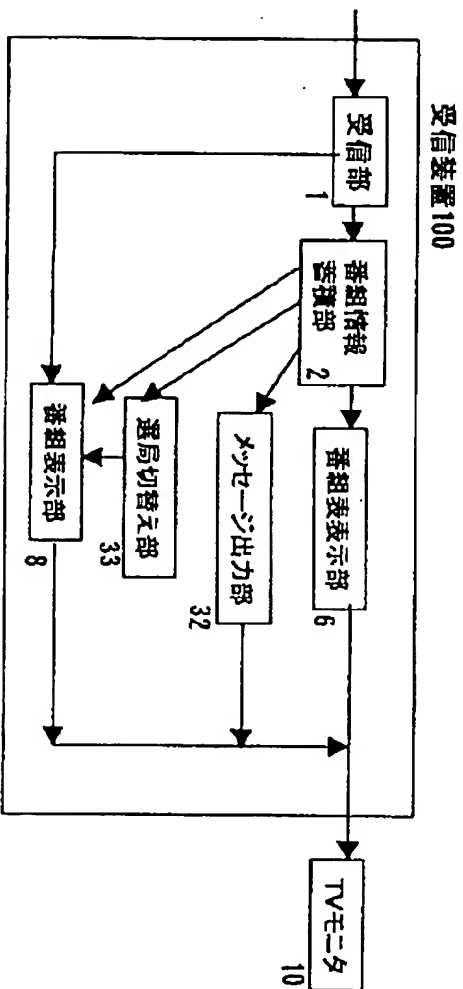 受信装置100
受信部
1
番組情報
蓄積部
2
番組表表示部
6
メッセージ出力部
32
選局切替え部
33
番組表示部
8
TVモニタ
10